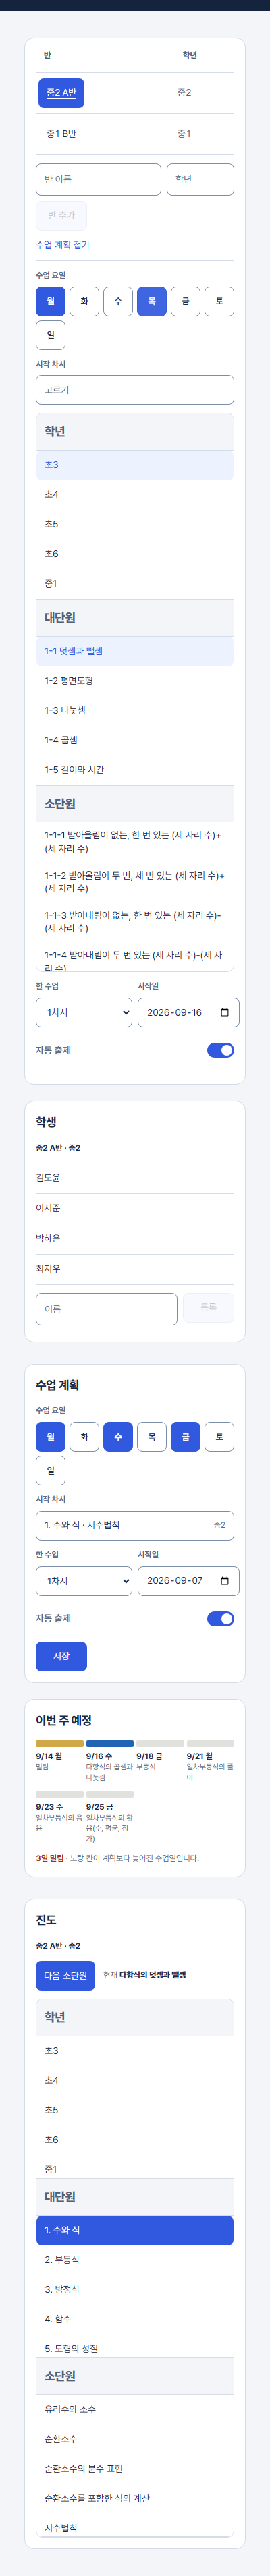 반 학년
중2 A반 중2
중1 B반 중1
반 이름 학년
반 추가
수업 계획 접기
수업 요일
월 화 수 목 금 토
일
시작 차시
고르기
학년
초3
초4
초5
초6
중1
대단원
1-1 덧셈과 뺄셈
1-2 평면도형
1-3 나눗셈
1-4 곱셈
1-5 길이와 시간
소단원
1-1-1 받아올림이 없는, 한 번 있는 (세 자리 수)+
(세 자리 수)
1-1-2 받아올림이 두 번, 세 번 있는 (세 자리 수)+
(세 자리 수)
1-1-3 받아내림이 없는, 한 번 있는 (세 자리 수)-
(세 자리 수)
1-1-4 받아내림이 두 번 있는 (세 자리 수)-(세 자
리 수)
한 수업 시작일
1차시 2026-09-16
자동 출제
학생
중2 A반 · 중2
김도윤
이서준
박하은
최지우
이름 등록
수업 계획
수업 요일
월 화 수 목 금 토
일
시작 차시
1. 수와 식 · 지수법칙 중2
한 수업 시작일
1차시 2026-09-07
자동 출제
저장
이번 주 예정
9/14 월 9/16 수 9/18 금 9/21 월
밀림 다항식의 곱셈과 부등식 일차부등식의 풀
나눗셈 이
9/23 수 9/25 금
일차부등식의 응 일차부등식의 활
용 용(수, 평균, 정
가)
3일 밀림 · 노랑 칸이 계획보다 늦어진 수업일입니다.
진도
중2 A반 · 중2
다음 소단원 현재 다항식의 덧셈과 뺄셈
학년
초3
초4
초5
초6
중1
대단원
1. 수와 식
2. 부등식
3. 방정식
4. 함수
5. 도형의 성질
소단원
유리수와 소수
순환소수
순환소수의 분수 표현
순환소수를 포함한 식의 계산
지수법칙